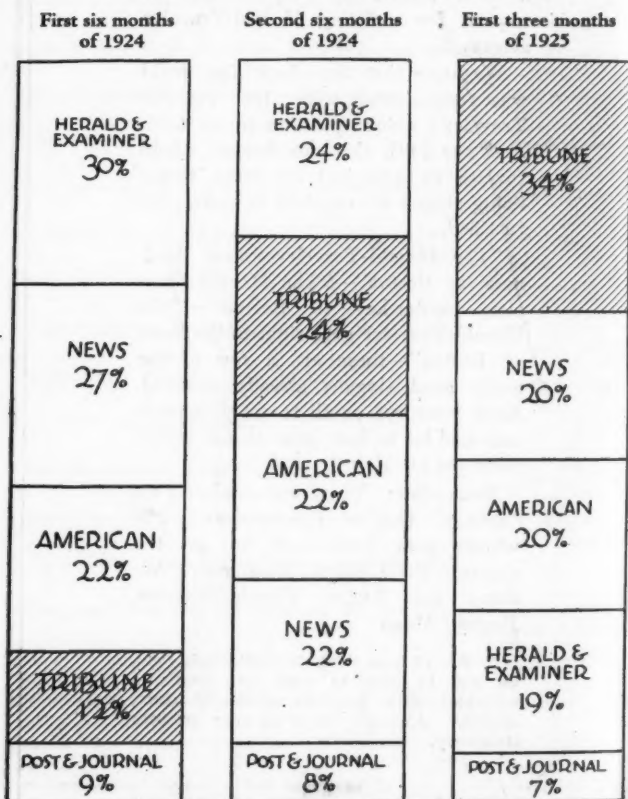 First six months
of 1924
HERALD &
EXAMINER
30%
NEWS
27%
AMERICAN
22%
TRIBUNE
12%
POST & JOURNAL
9%
Second six months
of 1924
HERALD &
EXAMINER
24%
TRIBUNE
24%
AMERICAN
22%
NEWS
22%
POST & JOURNAL
8%
First three months
of 1925
TRIBUNE
34%
NEWS
20%
AMERICAN
20%
HERALD &
EXAMINER
19%
POST & JOURNAL
7%